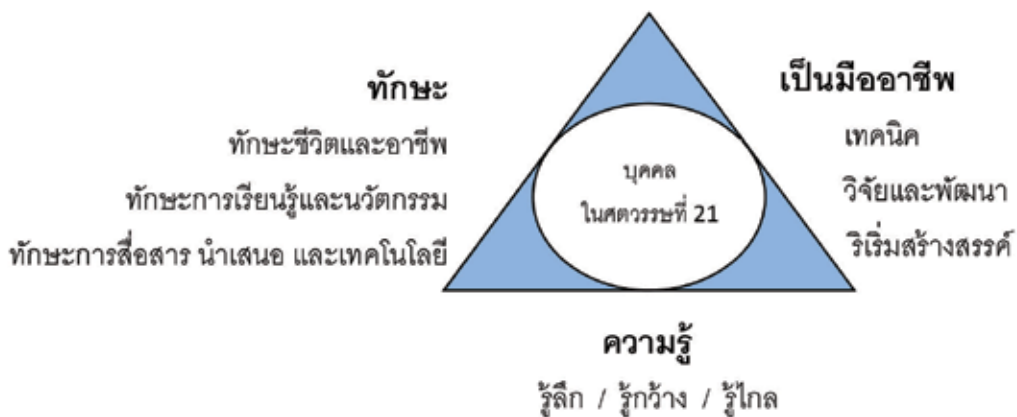 ทักษะ
ทักษะชีวิตและอาชีพ
ทักษะการเรียนรู้และนวัตกรรม
ทักษะการสื่อสาร นำเสนอ และเทคโนโลยี
บุคคล
ในศตวรรษที่ 21
เป็นมืออาชีพ
เทคนิค
วิจัยและพัฒนา
ริเริ่มสร้างสรรค์
ความรู้
รู้ลึก / รู้กว้าง / รู้ไกล